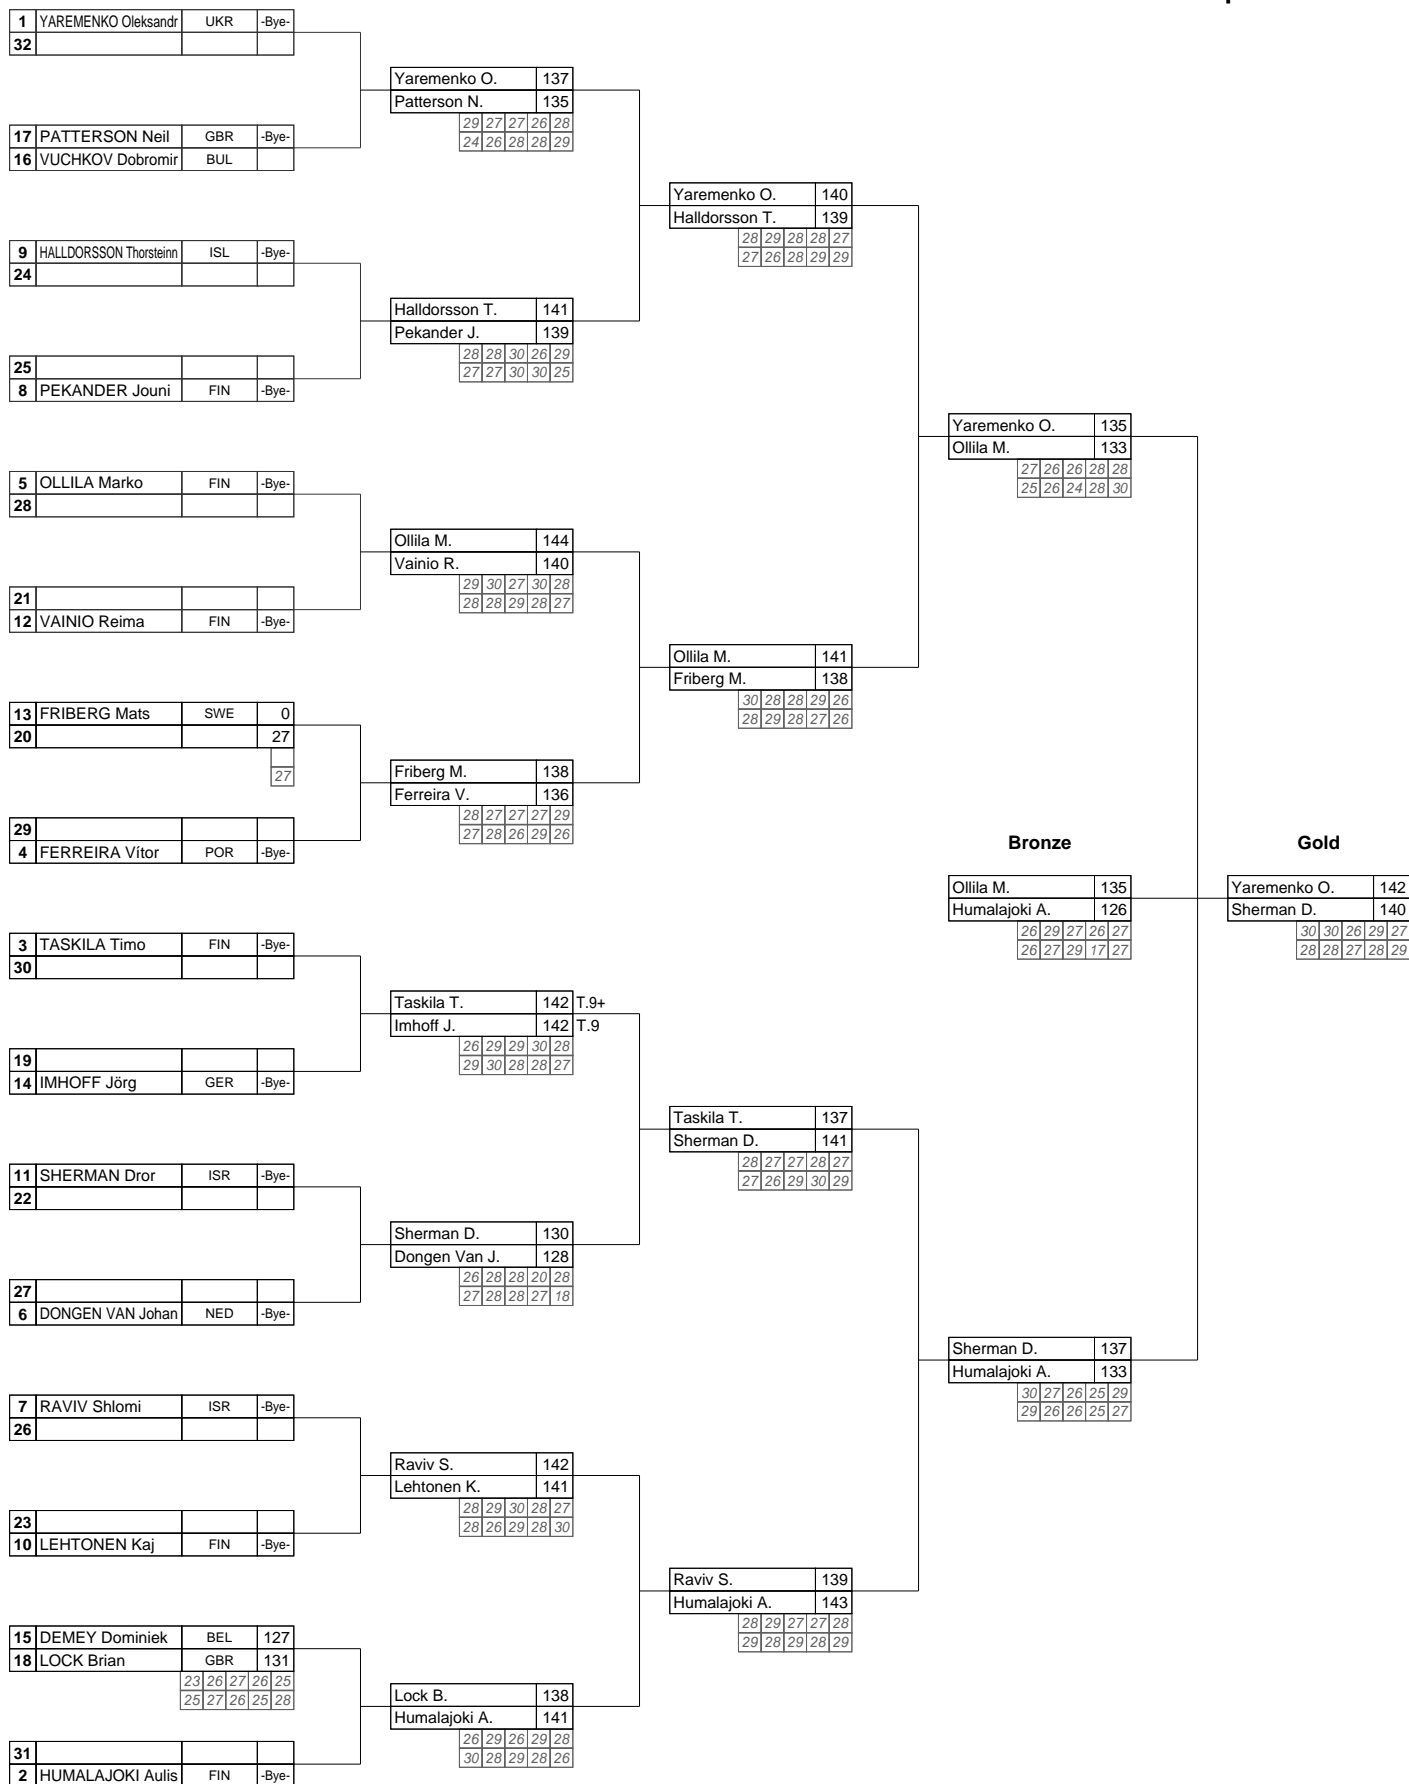 1 YAREMENKO Oleksandr UKR -Bye-
32
Yaremenko O. 137
Patterson N. 135
29 27 27 26 28
24 26 28 28 29
17 PATTERSON Neil GBR -Bye-
16 VUCHKOV Dobromir BUL
Yaremenko O. 140
Halldorsson T. 139
28 29 28 28 27
27 26 28 29 29
9 HALLDORSSON Thorsteinn ISL -Bye-
24
Halldorsson T. 141
Pekander J. 139
28 28 30 26 29
27 27 30 30 25
25
8 PEKANDER Jouni FIN -Bye-
Yaremenko O. 135
Ollila M. 133
27 26 26 28 28
25 26 24 28 30
5 OLLILA Marko FIN -Bye-
28
Ollila M. 144
Vainio R. 140
29 30 27 30 28
28 28 29 28 27
21
12 VAINIO Reima FIN -Bye-
Ollila M. 141
Friberg M. 138
30 28 28 29 26
28 29 28 27 26
13 FRIBERG Mats SWE 0
20 27
27
Friberg M. 138
Ferreira V. 136
28 27 27 27 29
27 28 26 29 26
29
4 FERREIRA Vítor POR -Bye-
Bronze
Gold
Ollila M. 135
Humalajoki A. 126
26 29 27 26 27
26 27 29 17 27
Yaremenko O. 142
Sherman D. 140
30 30 26 29 27
28 28 27 28 29
3 TASKILA Timo FIN -Bye-
30
Taskila T. 142 T.9+
Imhoff J. 142 T.9
26 29 29 30 28
29 30 28 28 27
19
14 IMHOFF Jörg GER -Bye-
Taskila T. 137
Sherman D. 141
28 27 27 28 27
27 26 29 30 29
11 SHERMAN Dror ISR -Bye-
22
Sherman D. 130
Dongen Van J. 128
26 28 28 20 28
27 28 28 27 18
27
6 DONGEN VAN Johan NED -Bye-
Sherman D. 137
Humalajoki A. 133
30 27 26 25 29
29 26 26 25 27
7 RAVIV Shlomi ISR -Bye-
26
Raviv S. 142
Lehtonen K. 141
28 29 30 28 27
28 26 29 28 30
23
10 LEHTONEN Kaj FIN -Bye-
Raviv S. 139
Humalajoki A. 143
28 29 27 27 28
29 28 29 28 29
15 DEMEY Dominiek BEL 127
18 LOCK Brian GBR 131
23 26 27 26 25
25 27 26 25 28
Lock B. 138
Humalajoki A. 141
26 29 26 29 28
30 28 29 28 26
31
2 HUMALAJOKI Aulis FIN -Bye-